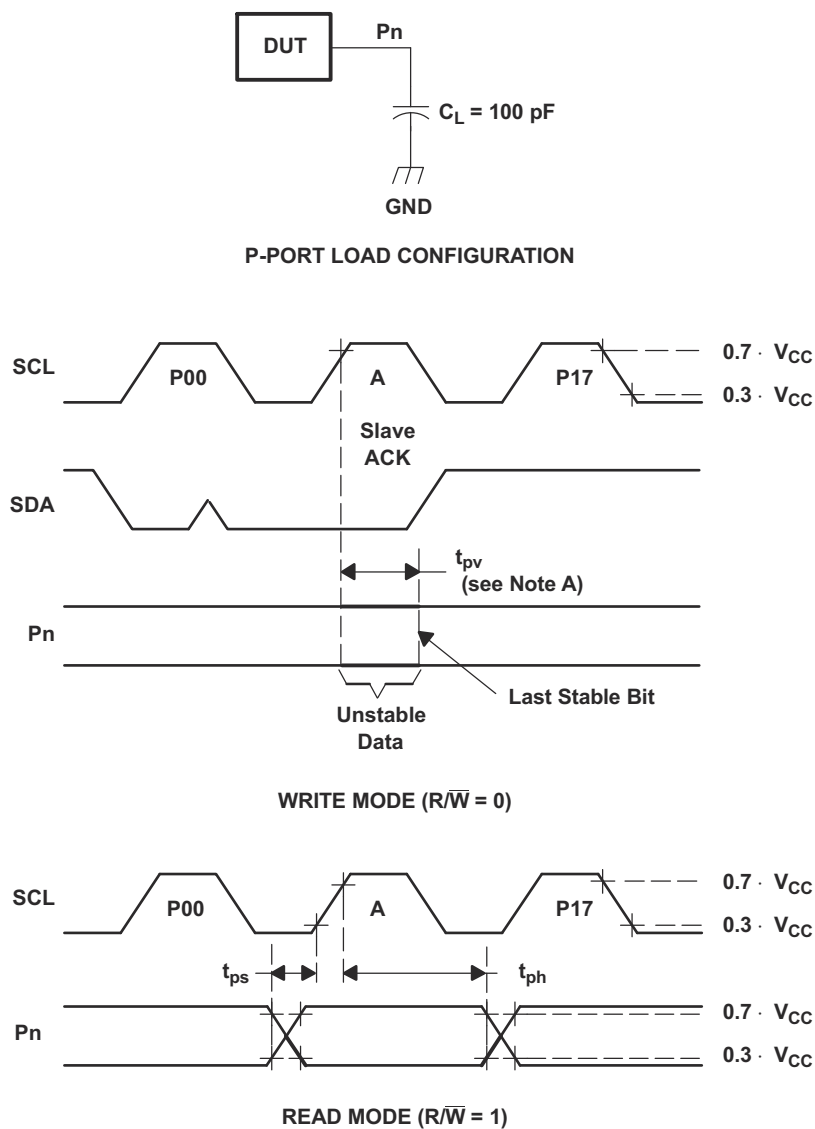 DUT
Pn
C_L = 100 pF
GND
P-PORT LOAD CONFIGURATION
SCL
P00
A
P17
0.7 · V_CC
0.3 · V_CC
Slave
ACK
SDA
t_pv
(see Note A)
Pn
Last Stable Bit
Unstable
Data
WRITE MODE (R/W̅ = 0)
SCL
P00
A
P17
0.7 · V_CC
0.3 · V_CC
t_ps
t_ph
Pn
0.7 · V_CC
0.3 · V_CC
READ MODE (R/W̅ = 1)